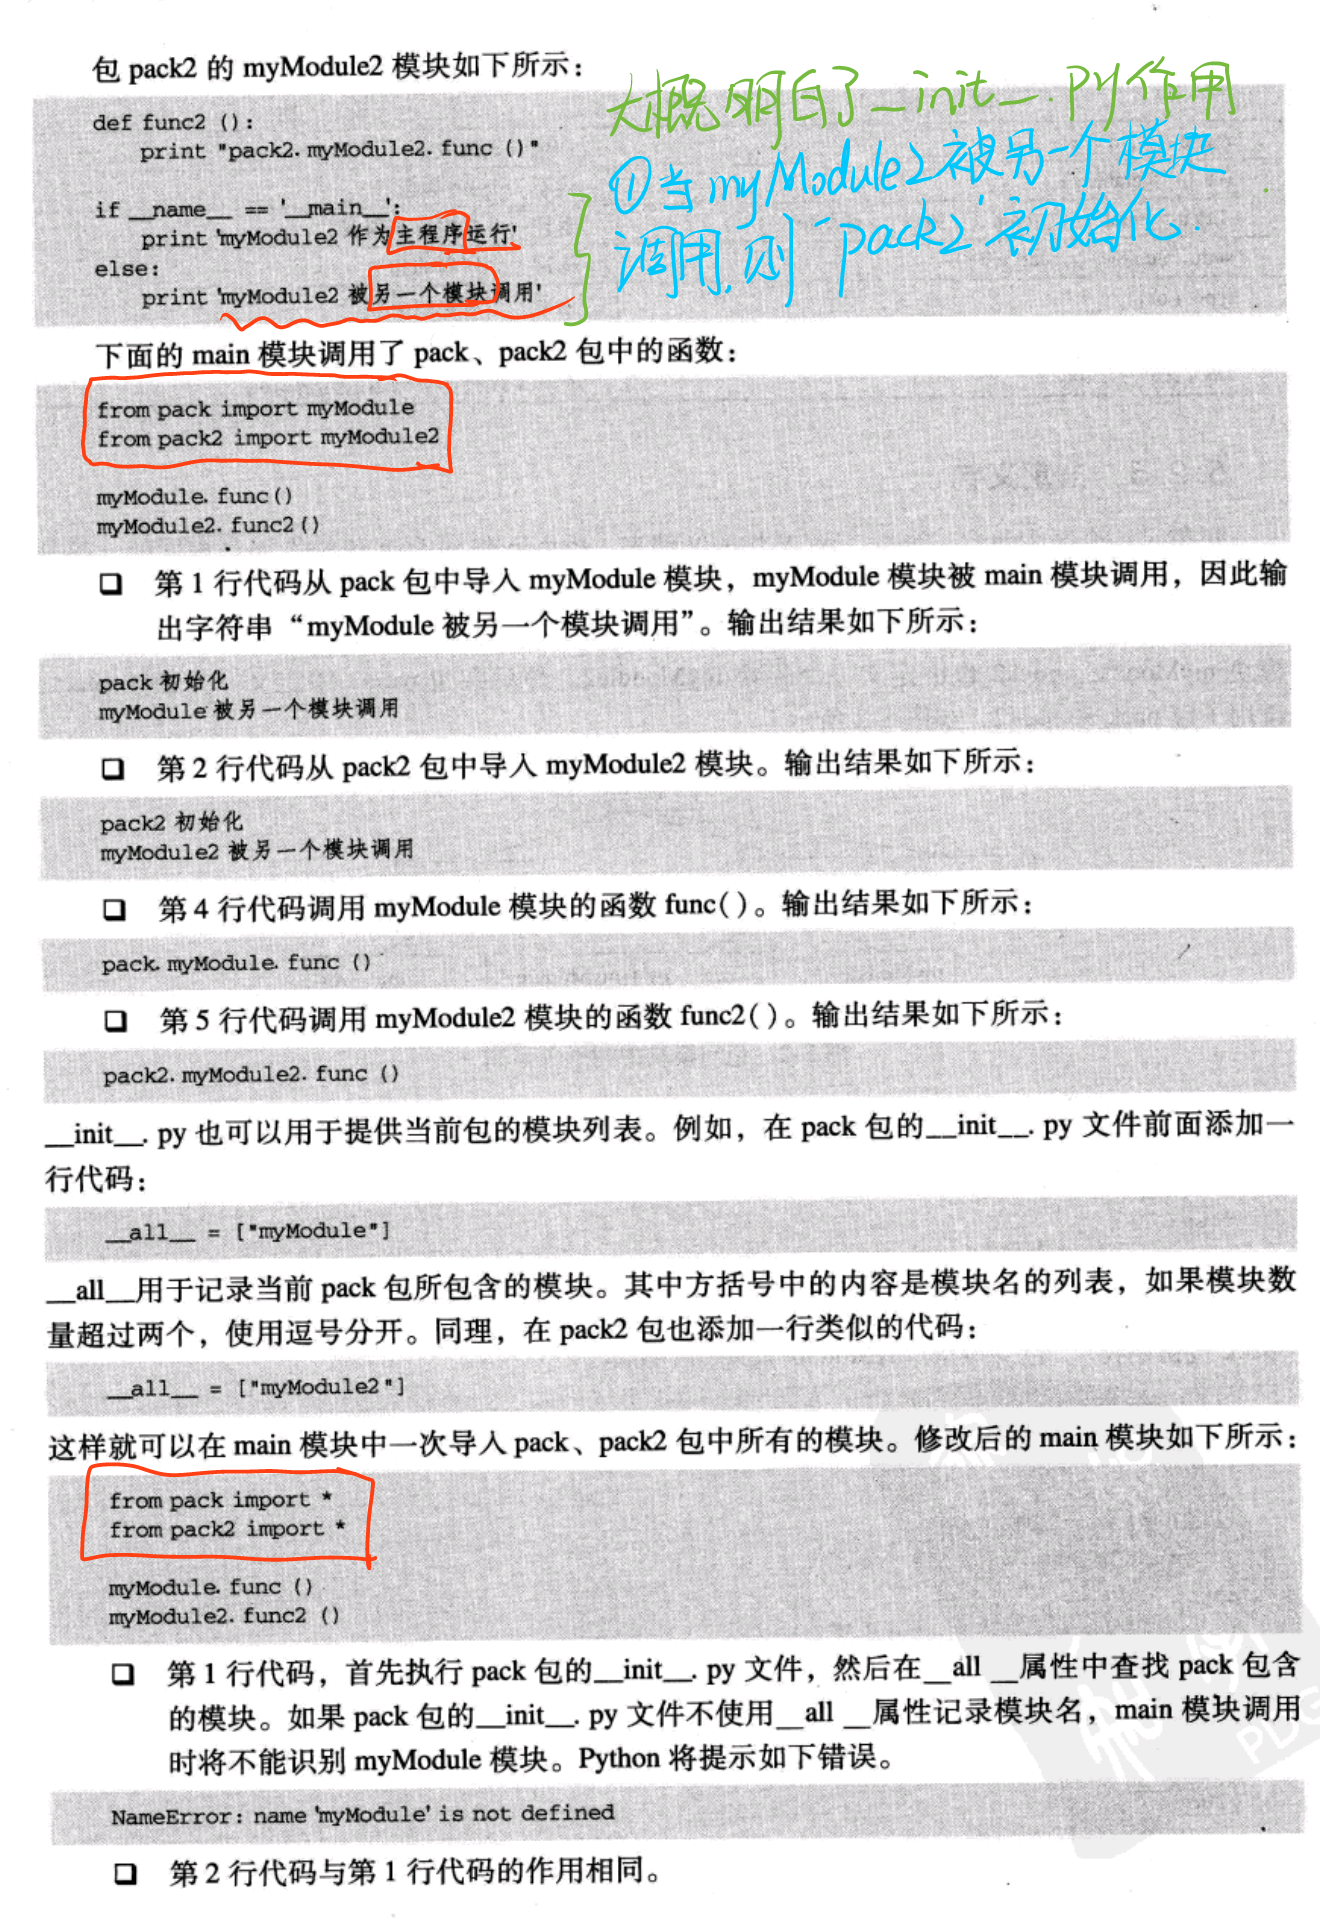 包 pack2 的 myModule2 模块如下所示：
大概明白了_init_.py作用
def func2 ():
print "pack2. myModule2. func ()"
①当myModule2被另一个模块
调用,则"pack2"初始化.
if __name__ == '__main__':
print 'myModule2 作为主程序运行'
else:
print 'myModule2 被另一个模块调用'
下面的 main 模块调用了 pack、pack2 包中的函数：
from pack import myModule
from pack2 import myModule2
myModule. func()
myModule2. func2()
❑ 第 1 行代码从 pack 包中导入 myModule 模块，myModule 模块被 main 模块调用，因此输
出字符串“myModule 被另一个模块调用”。输出结果如下所示：
pack 初始化
myModule 被另一个模块调用
❑ 第 2 行代码从 pack2 包中导入 myModule2 模块。输出结果如下所示：
pack2 初始化
myModule2 被另一个模块调用
❑ 第 4 行代码调用 myModule 模块的函数 func( )。输出结果如下所示：
pack. myModule. func ()
❑ 第 5 行代码调用 myModule2 模块的函数 func2( )。输出结果如下所示：
pack2. myModule2. func ()
__init__. py 也可以用于提供当前包的模块列表。例如，在 pack 包的__init__. py 文件前面添加一
行代码：
__all__ = ["myModule"]
__all__用于记录当前 pack 包所包含的模块。其中方括号中的内容是模块名的列表，如果模块数
量超过两个，使用逗号分开。同理，在 pack2 包也添加一行类似的代码：
__all__ = ["myModule2"]
这样就可以在 main 模块中一次导入 pack、pack2 包中所有的模块。修改后的 main 模块如下所示：
from pack import *
from pack2 import *
myModule. func ()
myModule2. func2 ()
❑ 第 1 行代码，首先执行 pack 包的__init__. py 文件，然后在__all __属性中查找 pack 包含
的模块。如果 pack 包的__init__. py 文件不使用__all __属性记录模块名，main 模块调用
时将不能识别 myModule 模块。Python 将提示如下错误。
NameError: name 'myModule' is not defined
❑ 第 2 行代码与第 1 行代码的作用相同。